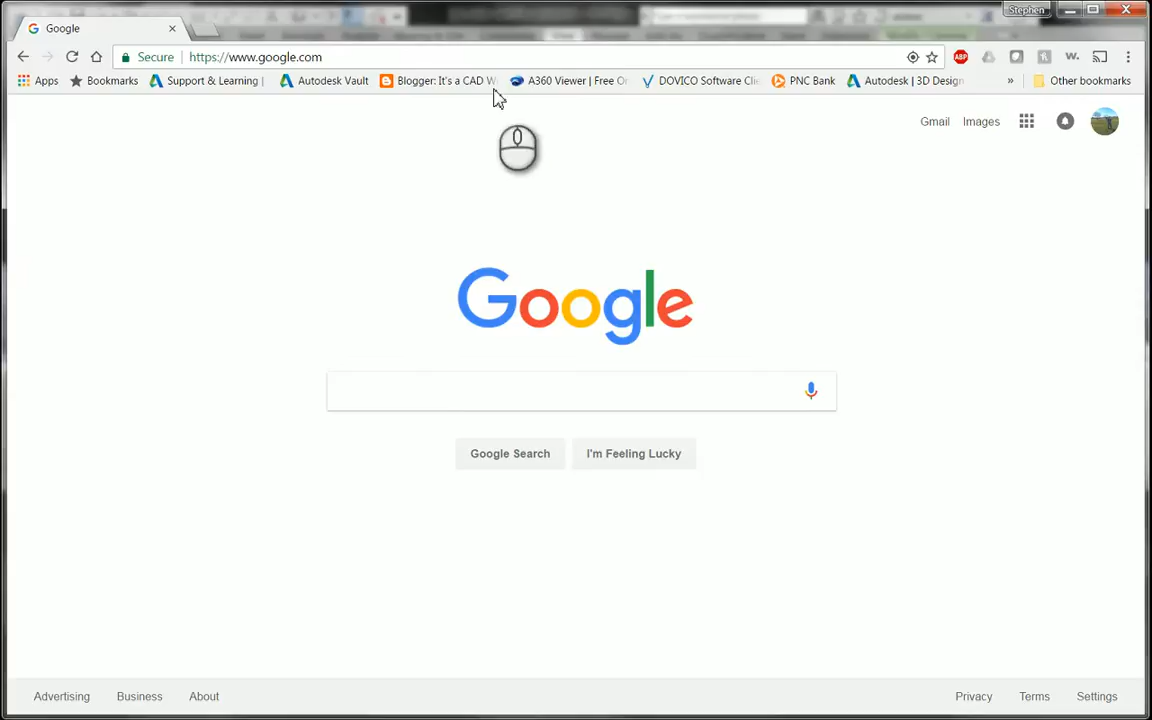 Stephen
Google
Secure https://www.google.com
Apps Bookmarks Support & Learning | Autodesk Vault Blogger: It's a CAD W A360 Viewer | Free O DOVICO Software Clie PNC Bank Autodesk | 3D Design » Other bookmarks
ABP W.
Gmail Images
Google
Google Search I'm Feeling Lucky
Advertising Business About Privacy Terms Settings